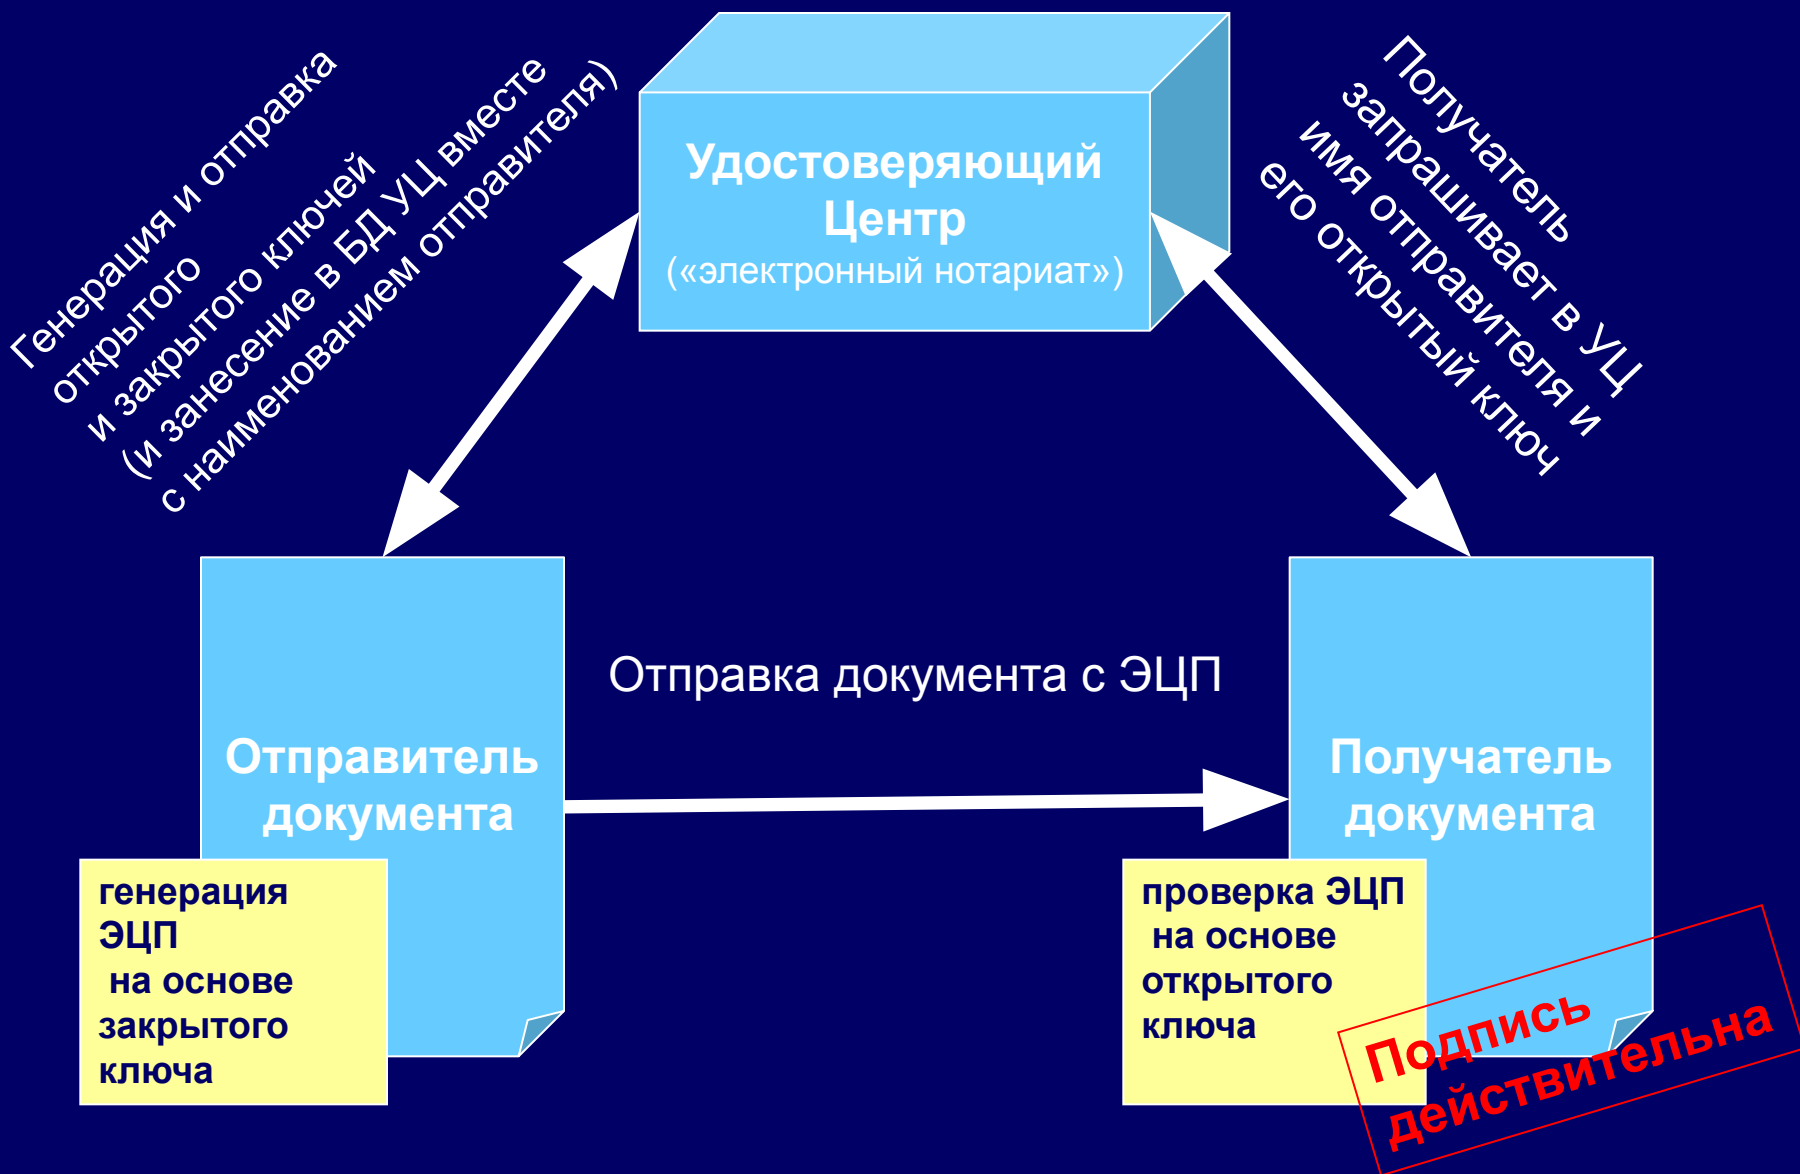 Генерация и отправка
открытого
и закрытого ключей
(и занесение в БД УЦ вместе
с наименованием отправителя)
Удостоверяющий
Центр
(«электронный нотариат»)
Получатель
запрашивает в УЦ
имя отправителя и
его открытый ключ
Отправка документа с ЭЦП
Отправитель
документа
генерация
ЭЦП
на основе
закрытого
ключа
Получатель
документа
проверка ЭЦП
на основе
открытого
ключа
Подпись
действительна